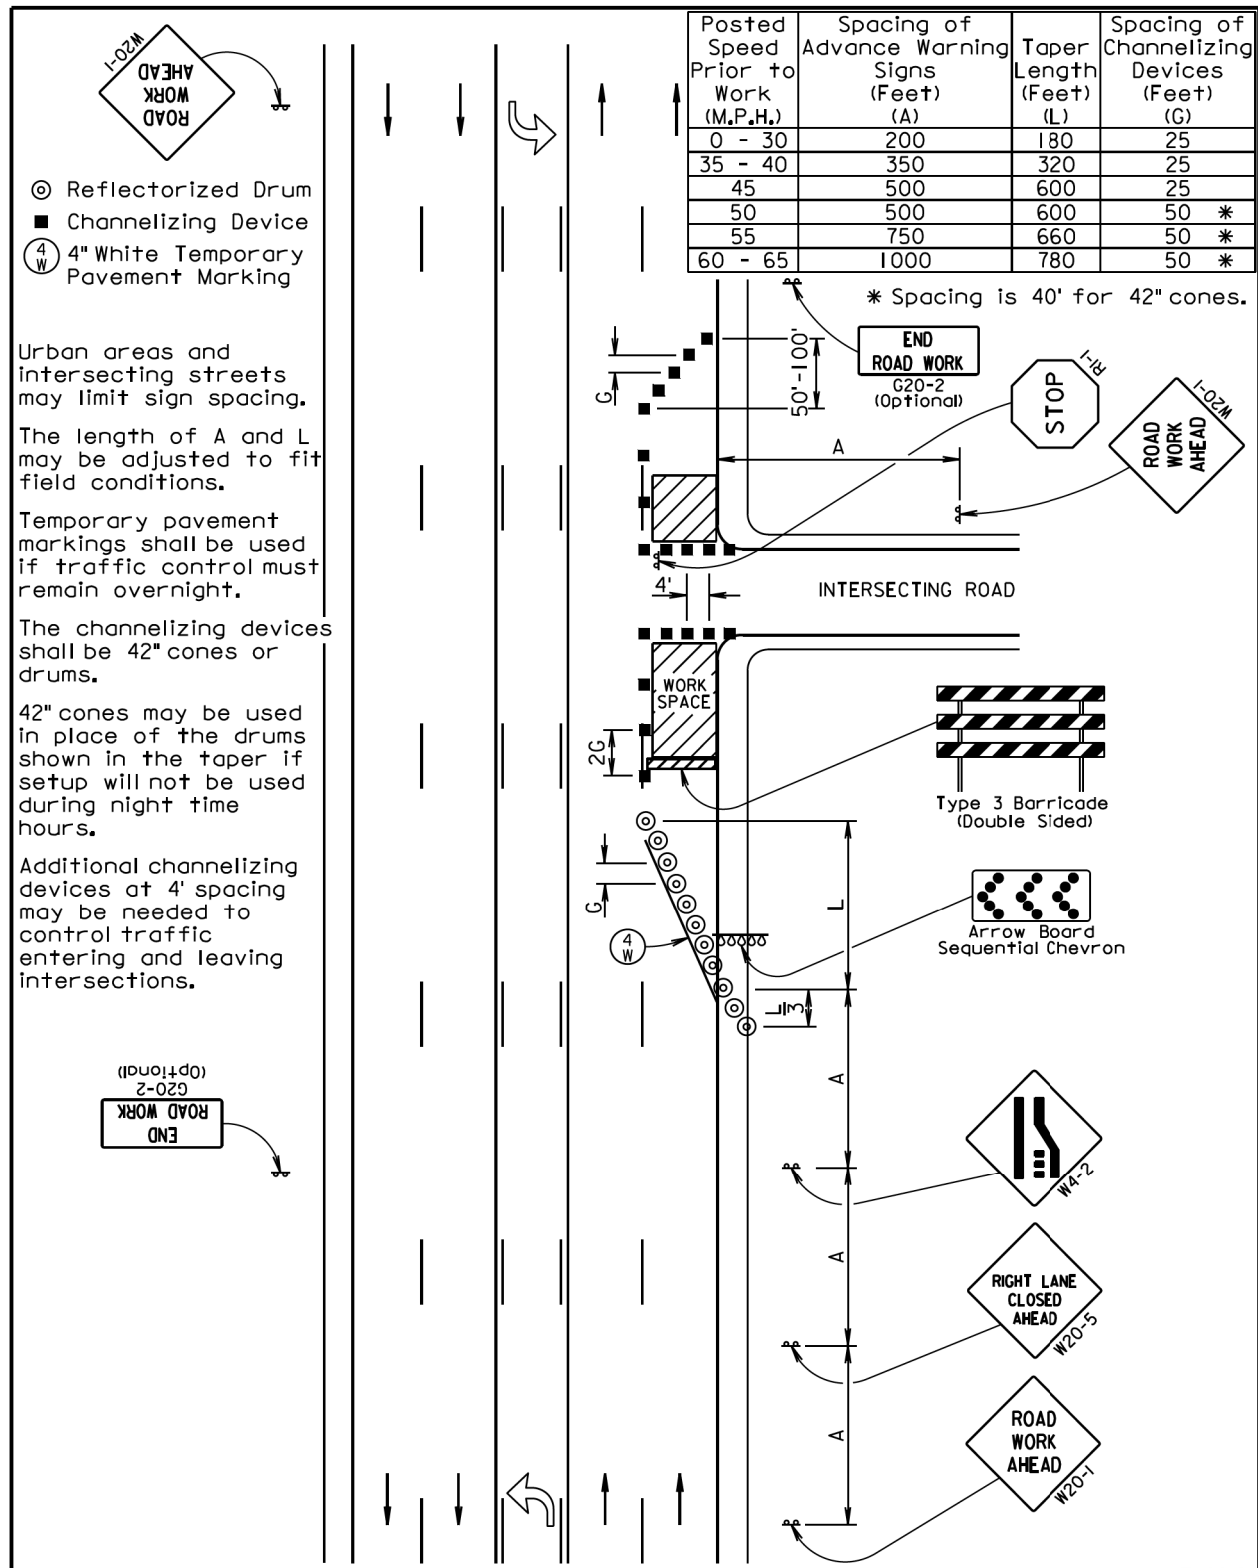 W20-1
ROAD
WORK
AHEAD
Reflectorized Drum
Channelizing Device
4
W
4" White Temporary
Pavement Marking
Urban areas and
intersecting streets
may limit sign spacing.
The length of A and L
may be adjusted to fit
field conditions.
Temporary pavement
markings shall be used
if traffic control must
remain overnight.
The channelizing devices
shall be 42" cones or
drums.
42" cones may be used
in place of the drums
shown in the taper if
setup will not be used
during night time
hours.
Additional channelizing
devices at 4' spacing
may be needed to
control traffic
entering and leaving
intersections.
END
ROAD WORK
G20-2
(Optional)
Posted Speed Prior to Work (M.P.H.)
Spacing of Advance Warning Signs (Feet) (A)
Taper Length (Feet) (L)
Spacing of Channelizing Devices (Feet) (G)
0 - 30 200 180 25
35 - 40 350 320 25
45 500 600 25
50 500 600 50 *
55 750 660 50 *
60 - 65 1000 780 50 *
* Spacing is 40' for 42" cones.
END
ROAD WORK
G20-2
(Optional)
G
50'-100'
STOP
R1-1
W20-1
ROAD
WORK
AHEAD
A
4'
INTERSECTING ROAD
WORK
SPACE
2G
Type 3 Barricade
(Double Sided)
G
L
4
W
Arrow Board
Sequential Chevron
L
3
A
W4-2
A
RIGHT LANE
CLOSED
AHEAD
W20-5
A
ROAD
WORK
AHEAD
W20-1